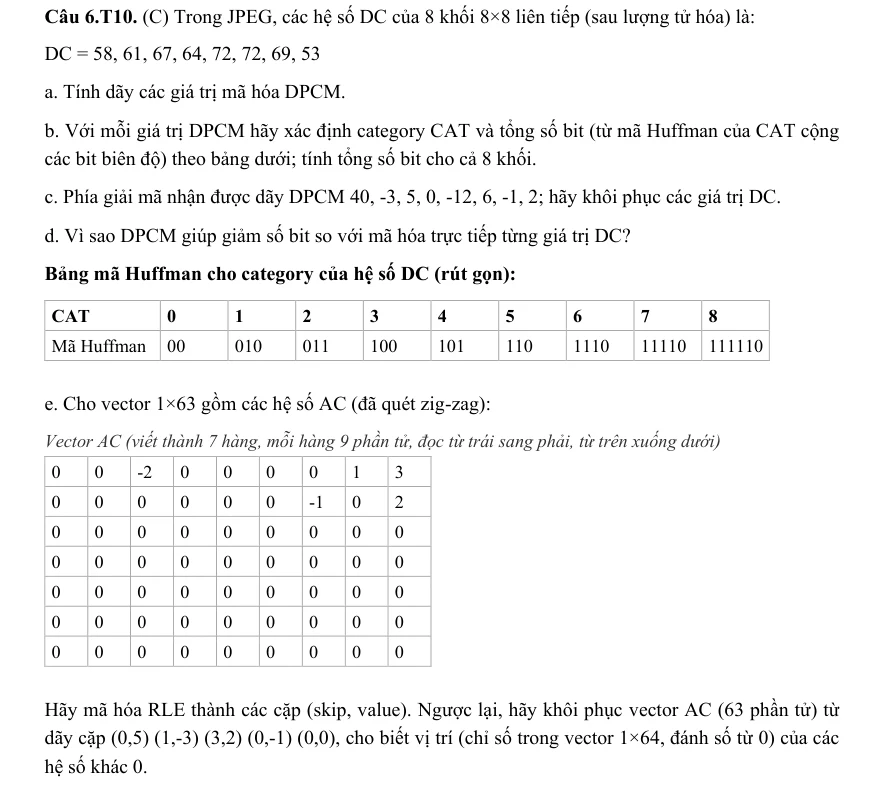 Câu 6.T10. (C) Trong JPEG, các hệ số DC của 8 khối 8×8 liên tiếp (sau lượng tử hóa) là:
DC = 58, 61, 67, 64, 72, 72, 69, 53
a. Tính dãy các giá trị mã hóa DPCM.
b. Với mỗi giá trị DPCM hãy xác định category CAT và tổng số bit (từ mã Huffman của CAT cộng
các bit biên độ) theo bảng dưới; tính tổng số bit cho cả 8 khối.
c. Phía giải mã nhận được dãy DPCM 40, -3, 5, 0, -12, 6, -1, 2; hãy khôi phục các giá trị DC.
d. Vì sao DPCM giúp giảm số bit so với mã hóa trực tiếp từng giá trị DC?
Bảng mã Huffman cho category của hệ số DC (rút gọn):
CAT 0 1 2 3 4 5 6 7 8
Mã Huffman 00 010 011 100 101 110 1110 11110 111110
e. Cho vector 1×63 gồm các hệ số AC (đã quét zig-zag):
Vector AC (viết thành 7 hàng, mỗi hàng 9 phần tử, đọc từ trái sang phải, từ trên xuống dưới)
0 0 -2 0 0 0 0 1 3
0 0 0 0 0 0 -1 0 2
0 0 0 0 0 0 0 0 0
0 0 0 0 0 0 0 0 0
0 0 0 0 0 0 0 0 0
0 0 0 0 0 0 0 0 0
0 0 0 0 0 0 0 0 0
Hãy mã hóa RLE thành các cặp (skip, value). Ngược lại, hãy khôi phục vector AC (63 phần tử) từ
dãy cặp (0,5) (1,-3) (3,2) (0,-1) (0,0), cho biết vị trí (chỉ số trong vector 1×64, đánh số từ 0) của các
hệ số khác 0.